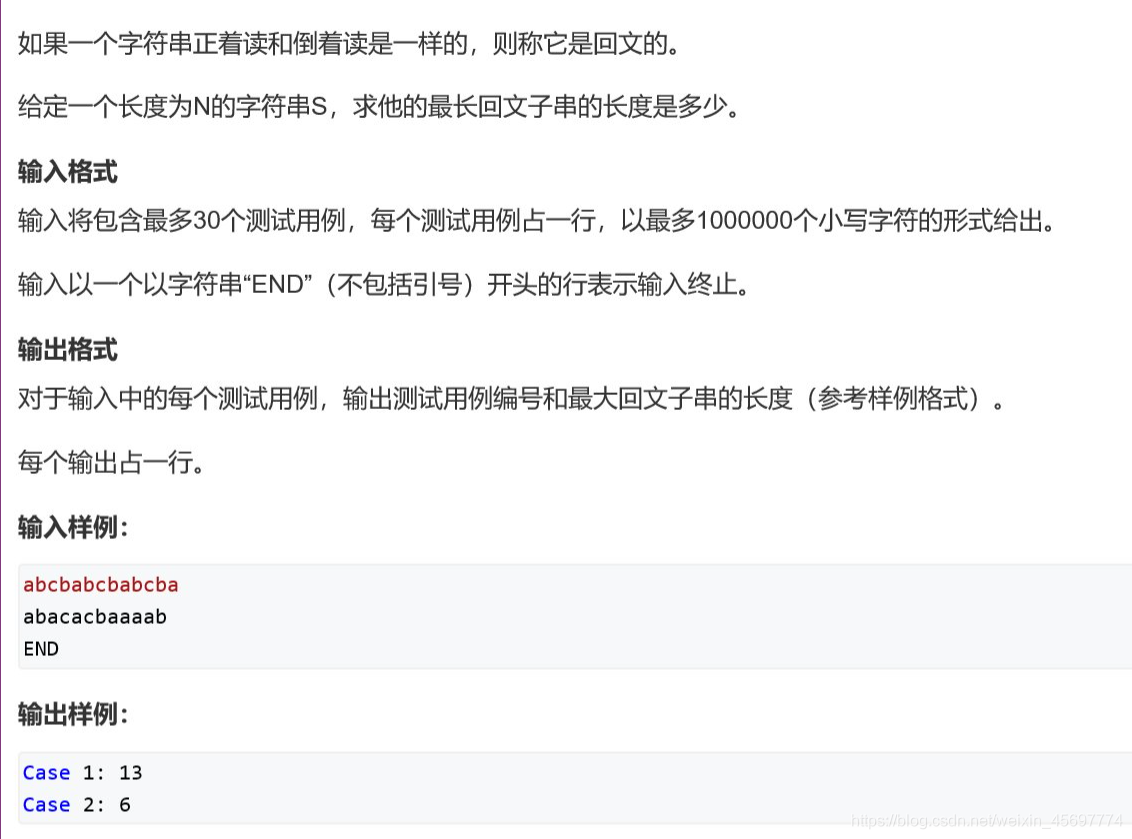 如果一个字符串正着读和倒着读是一样的，则称它是回文的。
给定一个长度为N的字符串S，求他的最长回文子串的长度是多少。
输入格式
输入将包含最多30个测试用例，每个测试用例占一行，以最多1000000个小写字符的形式给出。
输入以一个以字符串“END”（不包括引号）开头的行表示输入终止。
输出格式
对于输入中的每个测试用例，输出测试用例编号和最大回文子串的长度（参考样例格式）。
每个输出占一行。
输入样例：
abcbabcbabcba
abacacbaaaab
END
输出样例：
Case 1: 13
Case 2: 6
https://blog.csdn.net/weixin_45697774